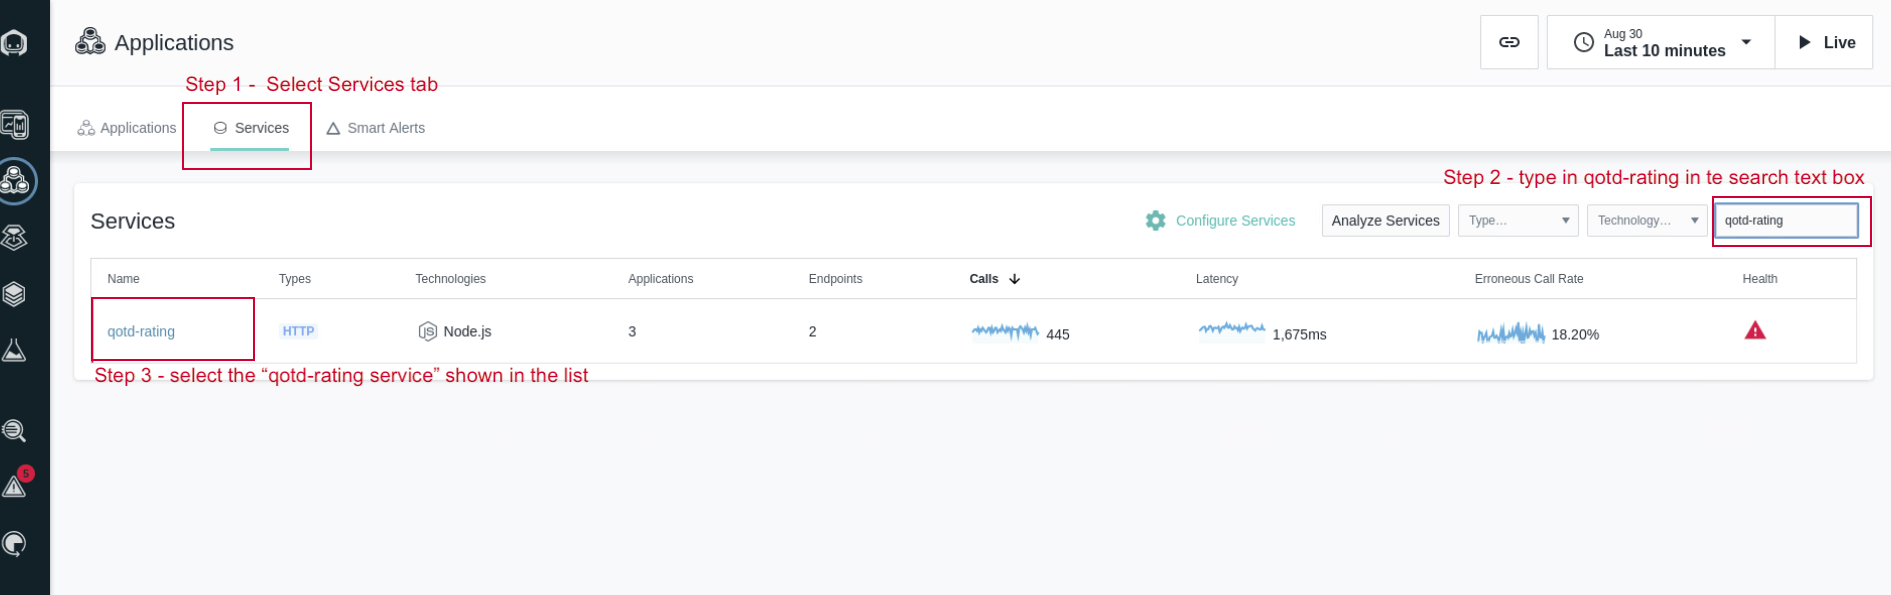 Applications
Aug 30
Last 10 minutes
Live
Step 1 -  Select Services tab
Applications
Services
Smart Alerts
Step 2 - type in qotd-rating in te search text box
Services
Configure Services
Analyze Services
Type...
Technology...
qotd-rating
Name Types Technologies Applications Endpoints Calls Latency Erroneous Call Rate Health
qotd-rating HTTP Node.js 3 2 445 1,675ms 18.20%
Step 3 - select the “qotd-rating service” shown in the list
5